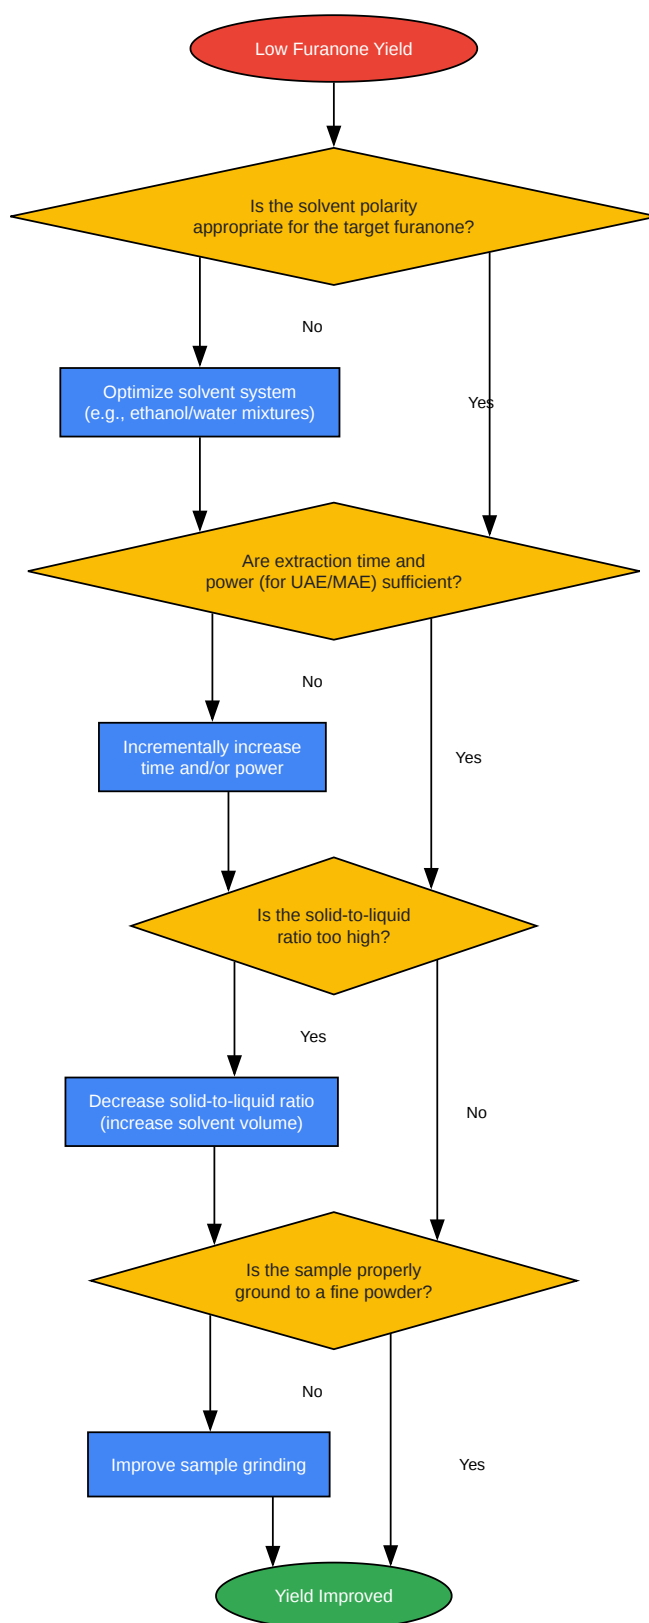 Low Furanone Yield
Is the solvent polarity
appropriate for the target furanone?
No
Optimize solvent system
(e.g., ethanol/water mixtures)
Yes
Are extraction time and
power (for UAE/MAE) sufficient?
No
Incrementally increase
time and/or power
Yes
Is the solid-to-liquid
ratio too high?
Yes
Decrease solid-to-liquid ratio
(increase solvent volume)
No
Is the sample properly
ground to a fine powder?
No
Improve sample grinding
Yes
Yield Improved